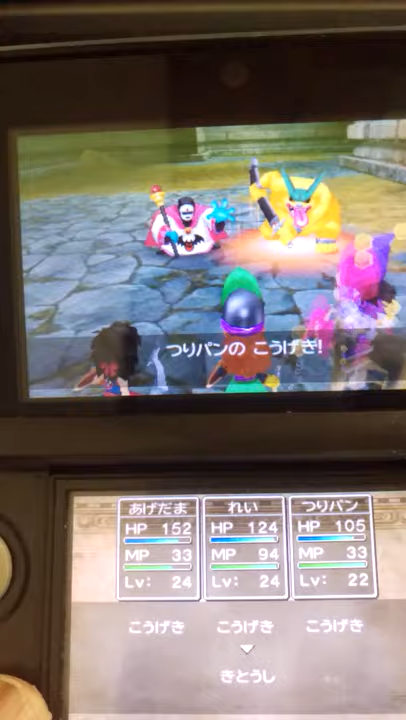 つりパンの こうげき!
あげだま れい つりパン
HP 152 HP 124 HP 105
MP 33 MP 94 MP 33
Lv: 24 Lv: 24 Lv: 22
こうげき こうげき こうげき
きとうし